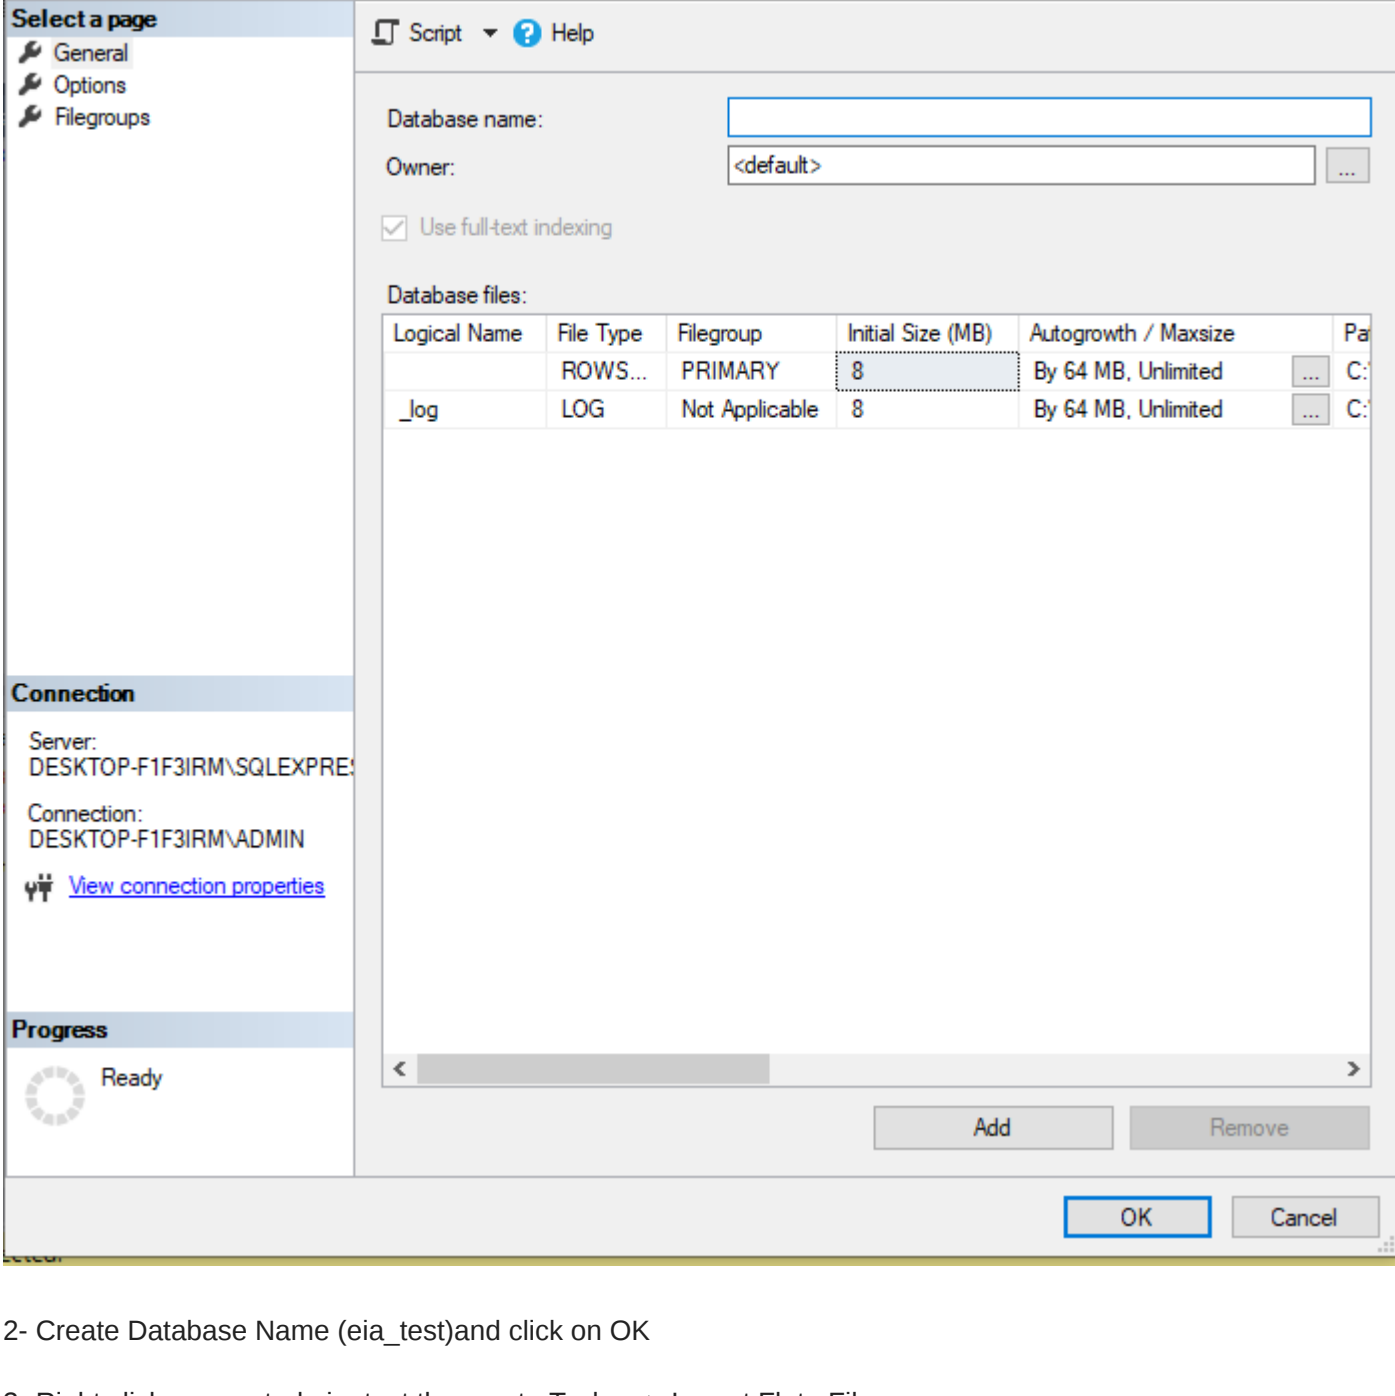 Select a page
General
Options
Filegroups
Script Help
Database name:
Owner: <default> ...
Use full-text indexing
Database files:
Logical Name File Type Filegroup Initial Size (MB) Autogrowth / Maxsize
ROWS... PRIMARY 8 By 64 MB, Unlimited ... C:
_log LOG Not Applicable 8 By 64 MB, Unlimited ... C:
Connection
Server:
DESKTOP-F1F3IRM\SQLEXPRE
Connection:
DESKTOP-F1F3IRM\ADMIN
View connection properties
Progress
Ready
Add Remove
OK Cancel
2- Create Database Name (eia_test)and click on OK